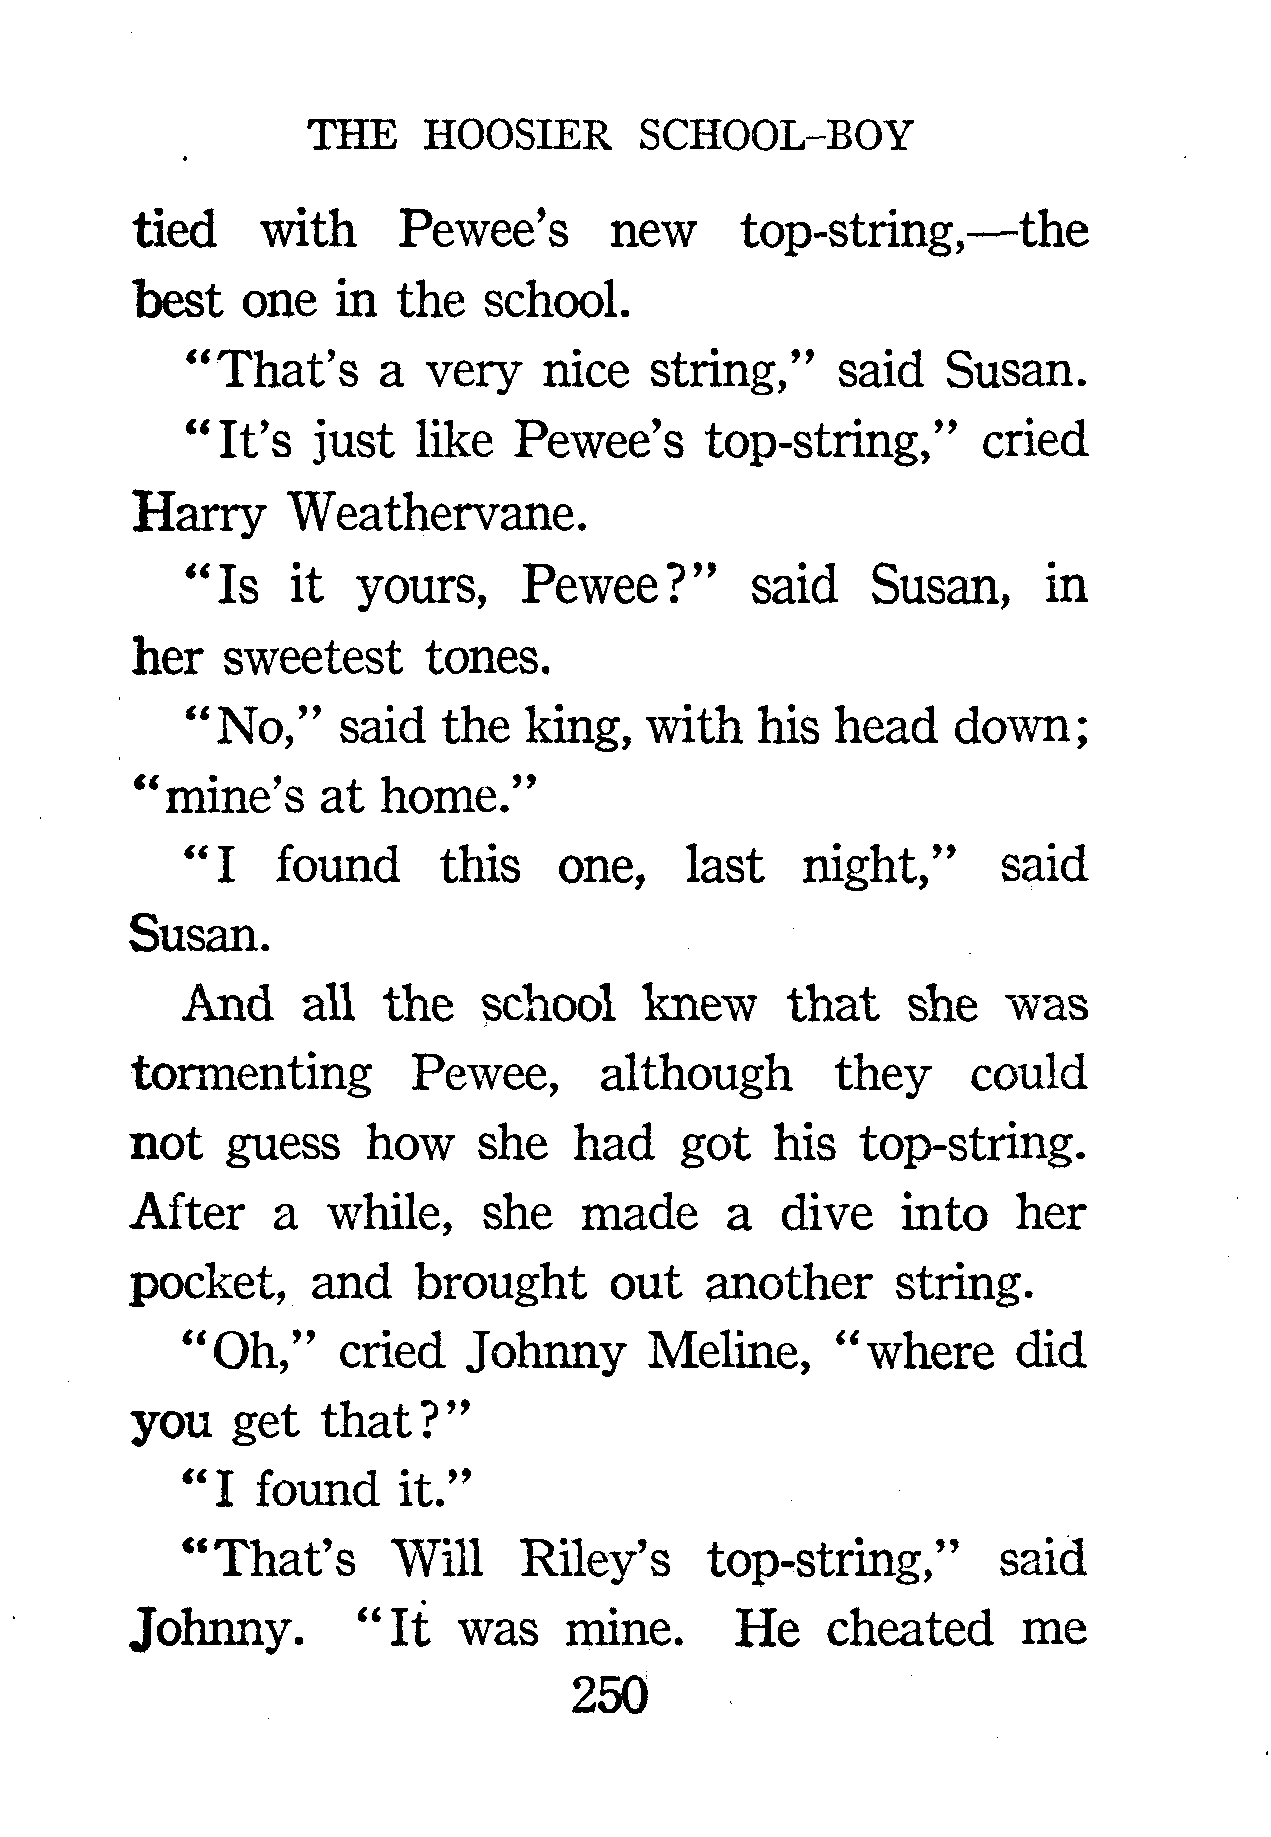 THE HOOSIER SCHOOL-BOY
tied with Pewee's new top-string,—the
best one in the school.
"That's a very nice string," said Susan.
"It's just like Pewee's top-string," cried
Harry Weathervane.
"Is it yours, Pewee?" said Susan, in
her sweetest tones.
"No," said the king, with his head down;
"mine's at home."
"I found this one, last night," said
Susan.
And all the school knew that she was
tormenting Pewee, although they could
not guess how she had got his top-string.
After a while, she made a dive into her
pocket, and brought out another string.
"Oh," cried Johnny Meline, "where did
you get that?"
"I found it."
"That's Will Riley's top-string," said
Johnny. "It was mine. He cheated me
250